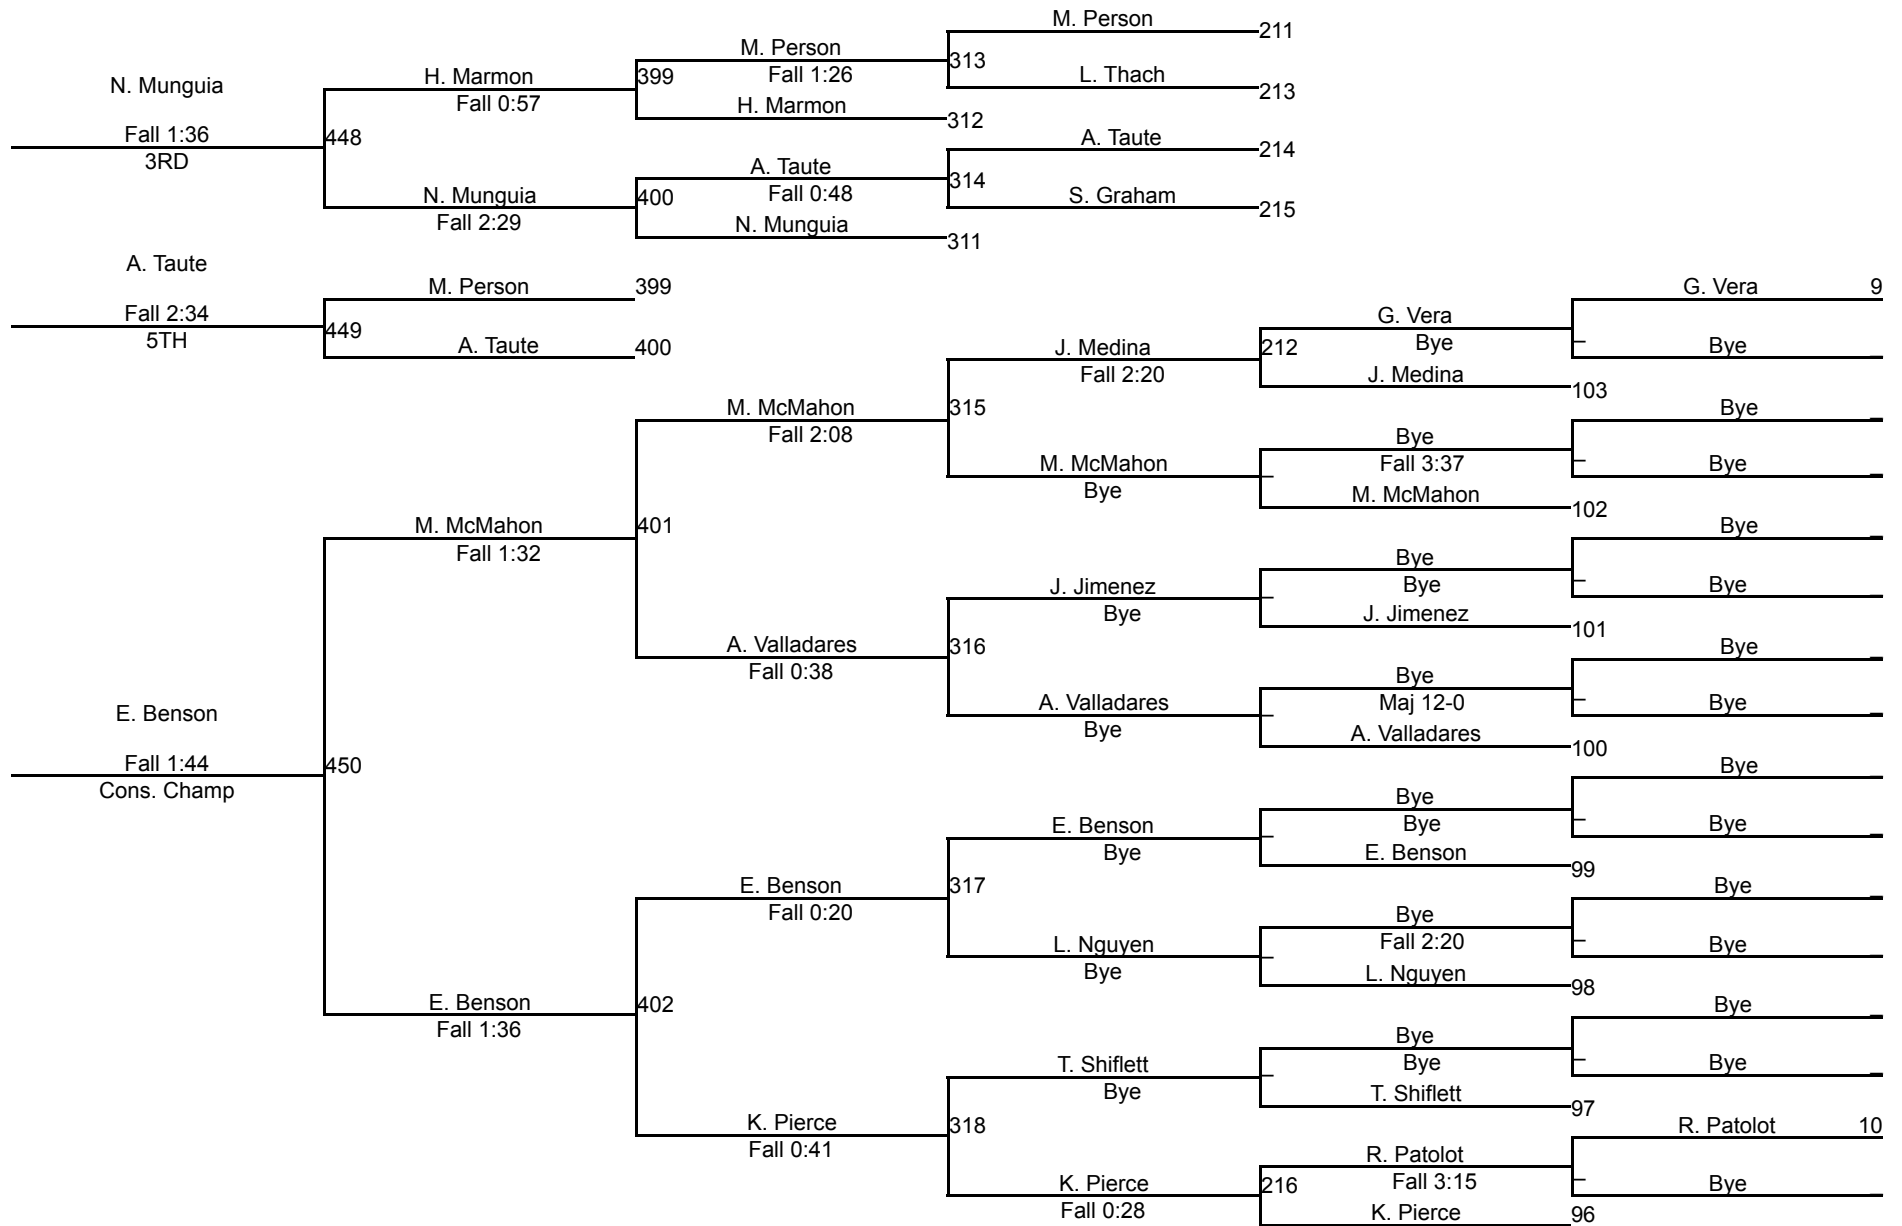 M. Person
211
M. Person
313
N. Munguia
H. Marmon
399
Fall 1:26
L. Thach
213
Fall 0:57
H. Marmon
312
Fall 1:36
448
A. Taute
214
3RD
A. Taute
314
N. Munguia
400
Fall 0:48
S. Graham
215
Fall 2:29
N. Munguia
311
A. Taute
M. Person
399
G. Vera
9
Fall 2:34
449
G. Vera
5TH
A. Taute
400
J. Medina
212
Bye
Bye
Fall 2:20
J. Medina
103
M. McMahon
315
Bye
Fall 2:08
Bye
M. McMahon
Fall 3:37
Bye
Bye
M. McMahon
102
M. McMahon
401
Bye
Fall 1:32
Bye
J. Jimenez
Bye
Bye
Bye
J. Jimenez
101
A. Valladares
316
Bye
Fall 0:38
Bye
A. Valladares
Maj 12-0
Bye
E. Benson
Bye
A. Valladares
100
Fall 1:44
450
Bye
Cons. Champ
Bye
E. Benson
Bye
Bye
Bye
E. Benson
99
E. Benson
317
Bye
Fall 0:20
Bye
L. Nguyen
Fall 2:20
Bye
Bye
L. Nguyen
98
E. Benson
402
Bye
Fall 1:36
Bye
T. Shiflett
Bye
Bye
Bye
T. Shiflett
97
K. Pierce
318
R. Patolot
10
Fall 0:41
R. Patolot
K. Pierce
216
Fall 3:15
Bye
Fall 0:28
K. Pierce
96